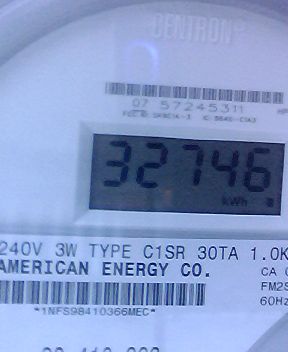 CENTRON
07 57245311
32746
kWh
240V 3W TYPE C1SR 30TA 1.0K
AMERICAN ENERGY CO.
CA
FM2S
60Hz
*1NFS98410366MEC*